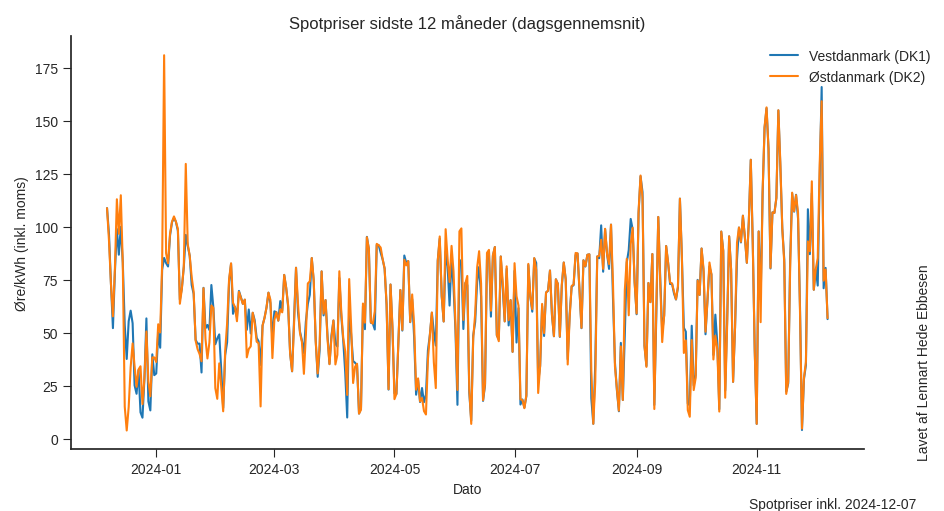 Spotpriser sidste 12 måneder (dagsgennemsnit)
Vestdanmark (DK1)
Østdanmark (DK2)
Øre/kWh (inkl. moms)
175
150
125
100
75
50
25
0
2024-01
2024-03
2024-05
2024-07
2024-09
2024-11
Dato
Lavet af Lennart Hede Ebbesen
Spotpriser inkl. 2024-12-07